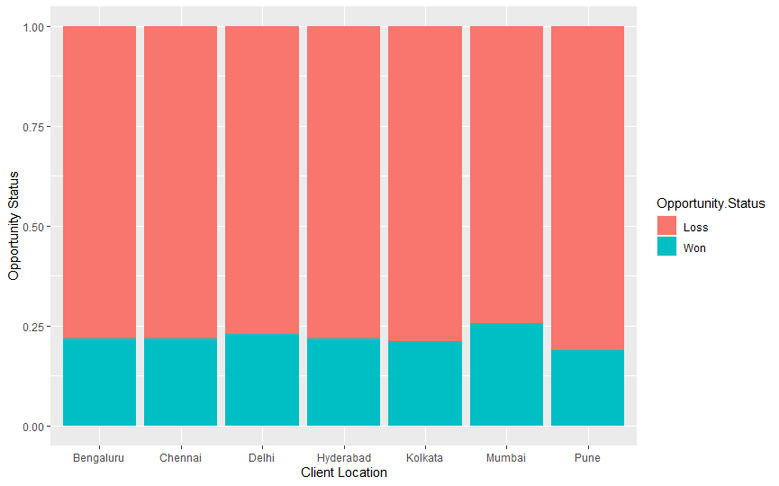 1.00
0.75
0.50
0.25
0.00
Opportunity Status
Bengaluru Chennai Delhi Hyderabad Kolkata Mumbai Pune
Client Location
Opportunity.Status
Loss
Won